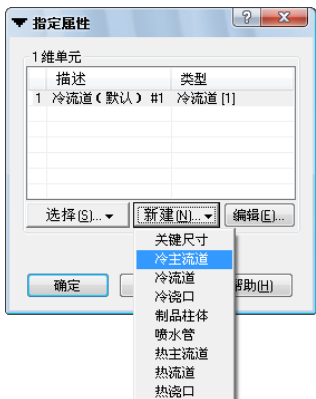 指定属性
1维单元
描述 类型
1 冷流道(默认) #1 冷流道 [1]
选择[S]... 新建[N]... 编辑[E]...
关键尺寸
冷主流道
冷流道
冷浇口
制品柱体
喷水管
热主流道
热流道
热浇口
确定 帮助(H)